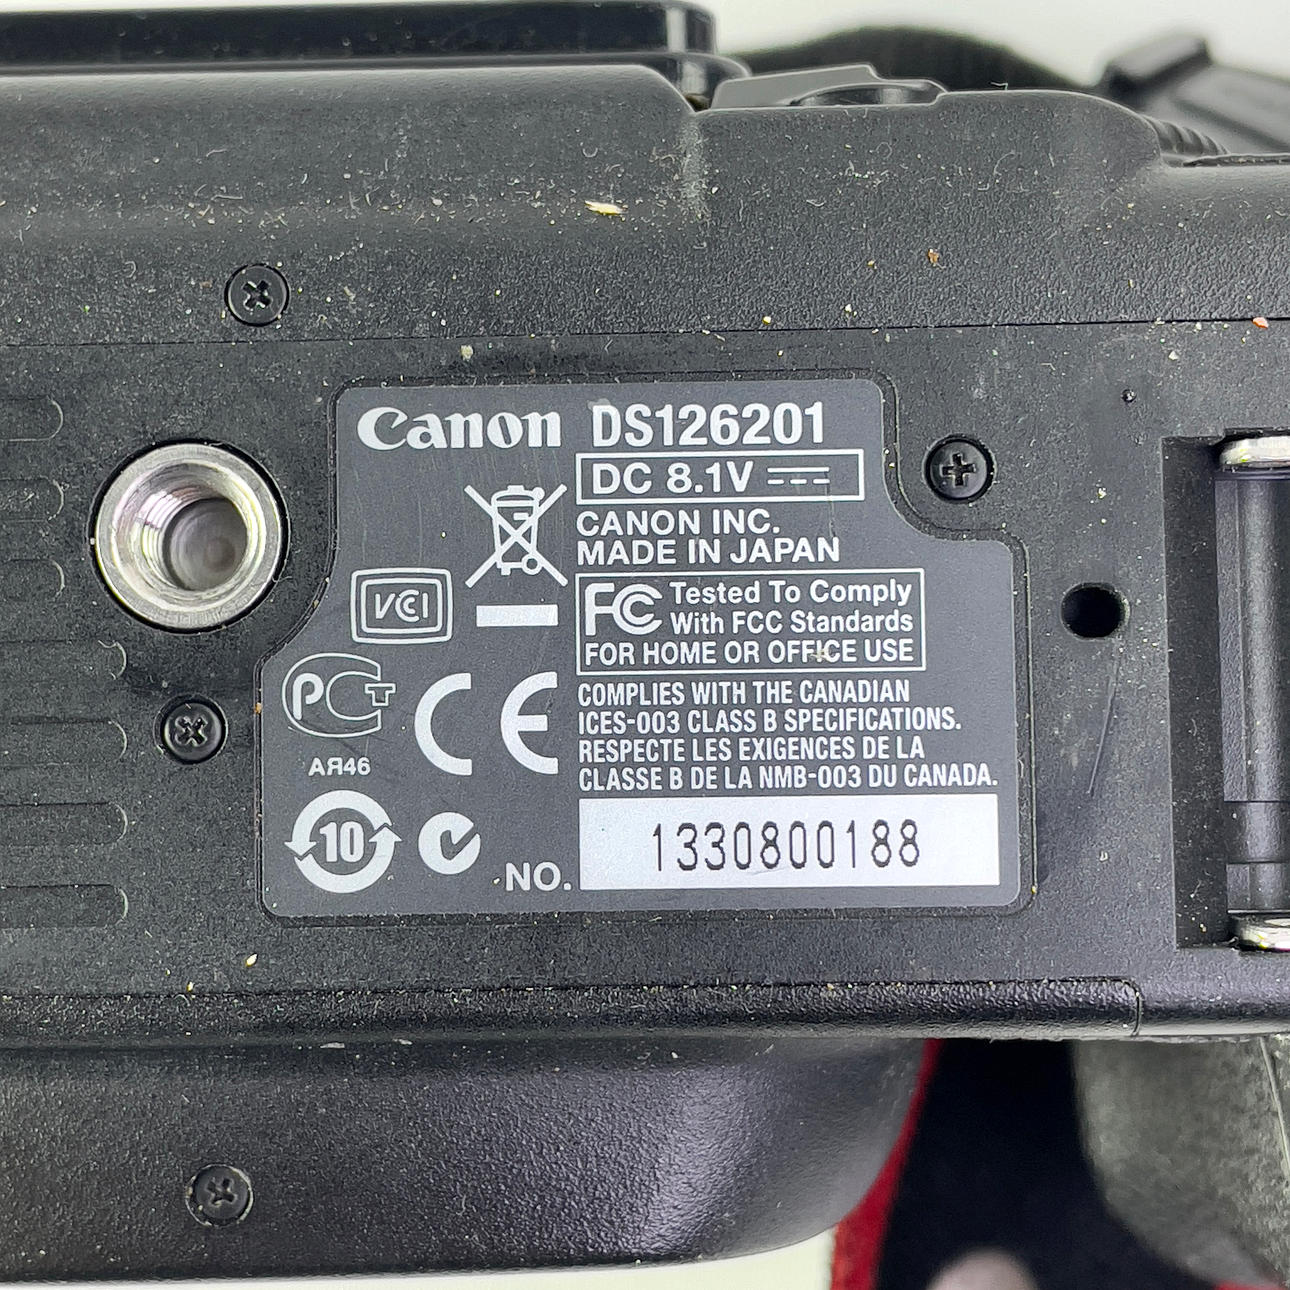 Canon DS126201
DC 8.1V
CANON INC.
MADE IN JAPAN
VCI
FC Tested To Comply
With FCC Standards
FOR HOME OR OFFICE USE
PCT
CE
AЯ46
COMPLIES WITH THE CANADIAN
ICES-003 CLASS B SPECIFICATIONS.
RESPECTE LES EXIGENCES DE LA
CLASSE B DE LA NMB-003 DU CANADA.
10
NO. 1330800188